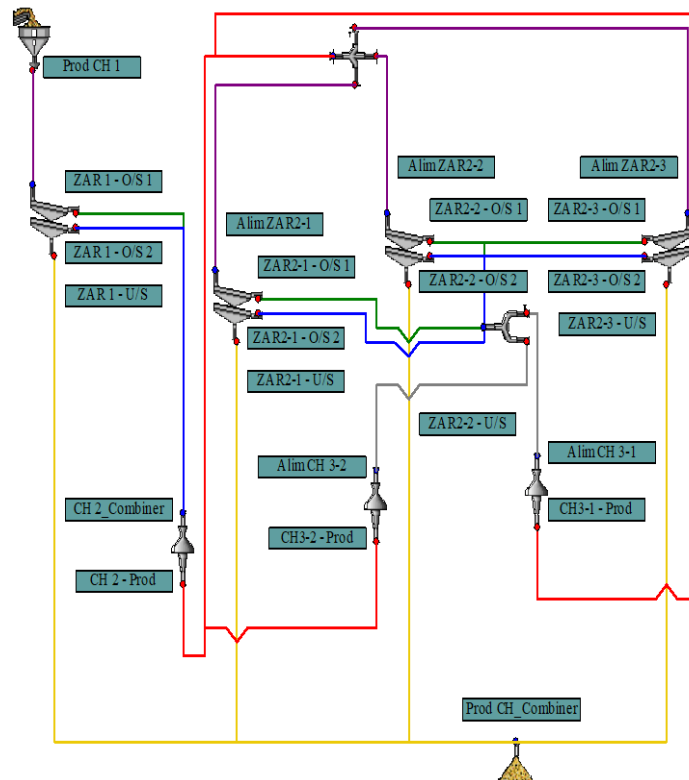 Prod CH 1
Alim ZAR2-2
Alim ZAR2-3
ZAR 1 - O/S 1
ZAR2-2 - O/S 1
ZAR2-3 - O/S 1
Alim ZAR2-1
ZAR 1 - O/S 2
ZAR2-1 - O/S 1
ZAR2-2 - O/S 2
ZAR2-3 - O/S 2
ZAR 1 - U/S
ZAR2-3 - U/S
ZAR2-1 - O/S 2
ZAR2-1 - U/S
ZAR2-2 - U/S
Alim CH 3-2
Alim CH 3-1
CH 2_Combiner
CH3-1 - Prod
CH3-2 - Prod
CH 2 - Prod
Prod CH_Combiner